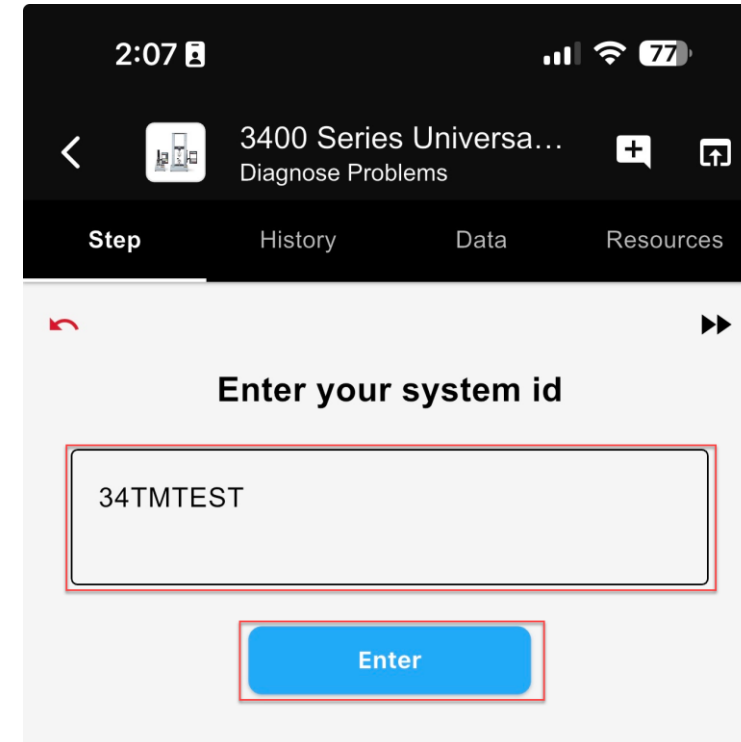 2:07
77
3400 Series Universa...
Diagnose Problems
Step History Data Resources
Enter your system id
34TMTEST
Enter